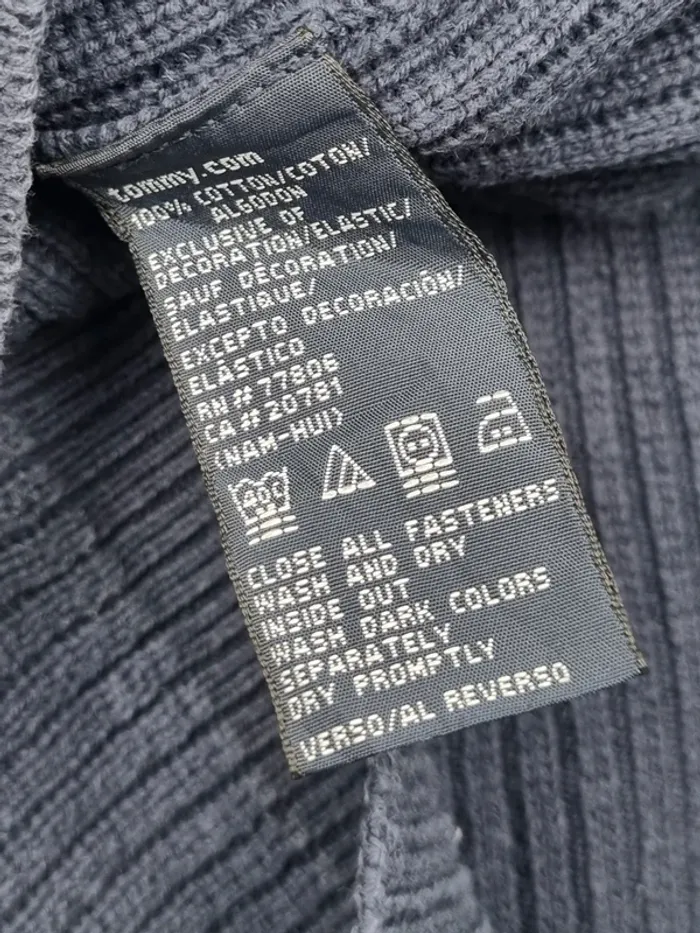 tommy.com
100% COTTON/COTON/
ALGODON
EXCLUSIVE OF
DECORATION/ELASTIC/
SAUF DÉCORATION/
ÉLASTIQUE/
EXCEPTO DECORACIÓN/
ELÁSTICO
RN # 77806
CA # 20781
(NAM-HUI)
40C
CLOSE ALL FASTENERS
WASH AND DRY
INSIDE OUT
WASH DARK COLORS
SEPARATELY
DRY PROMPTLY
VERSO/AL REVERSO